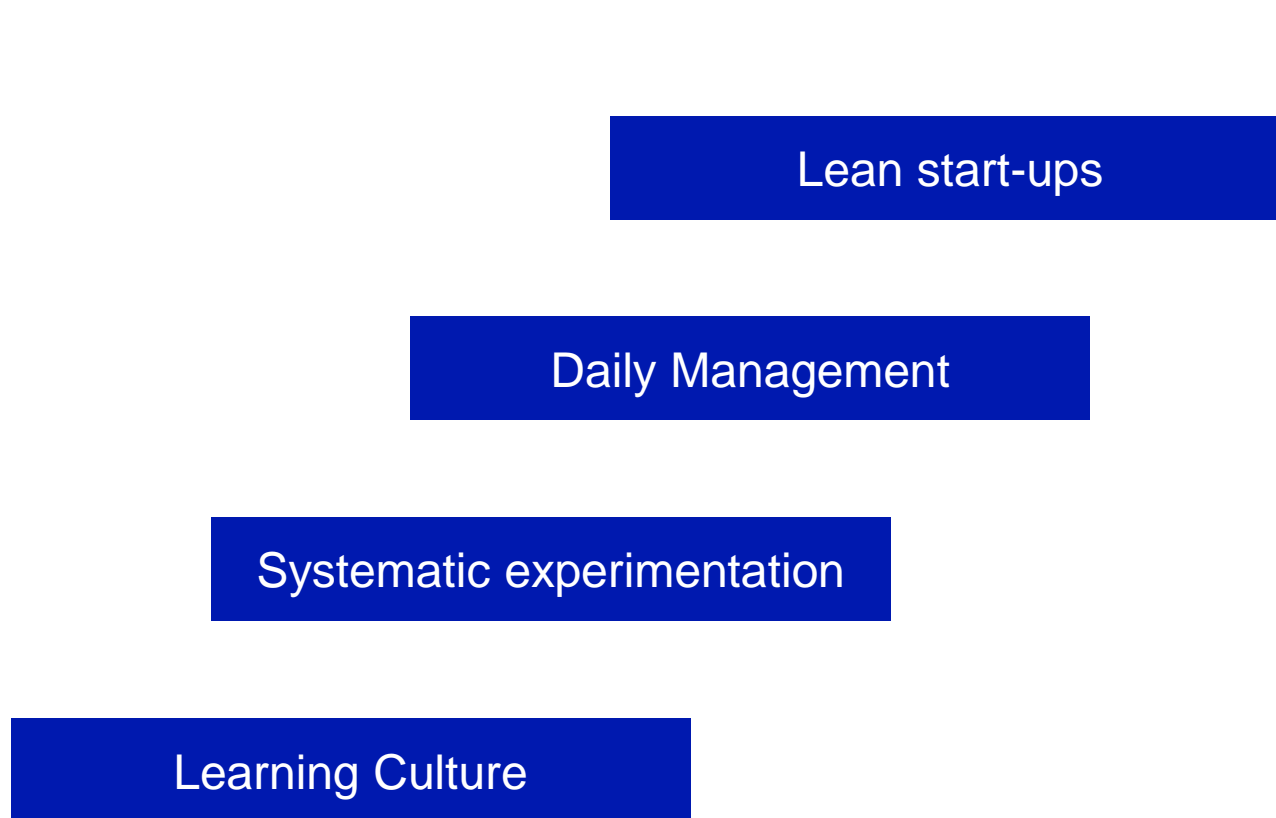 Lean start-ups
Daily Management
Systematic experimentation
Learning Culture